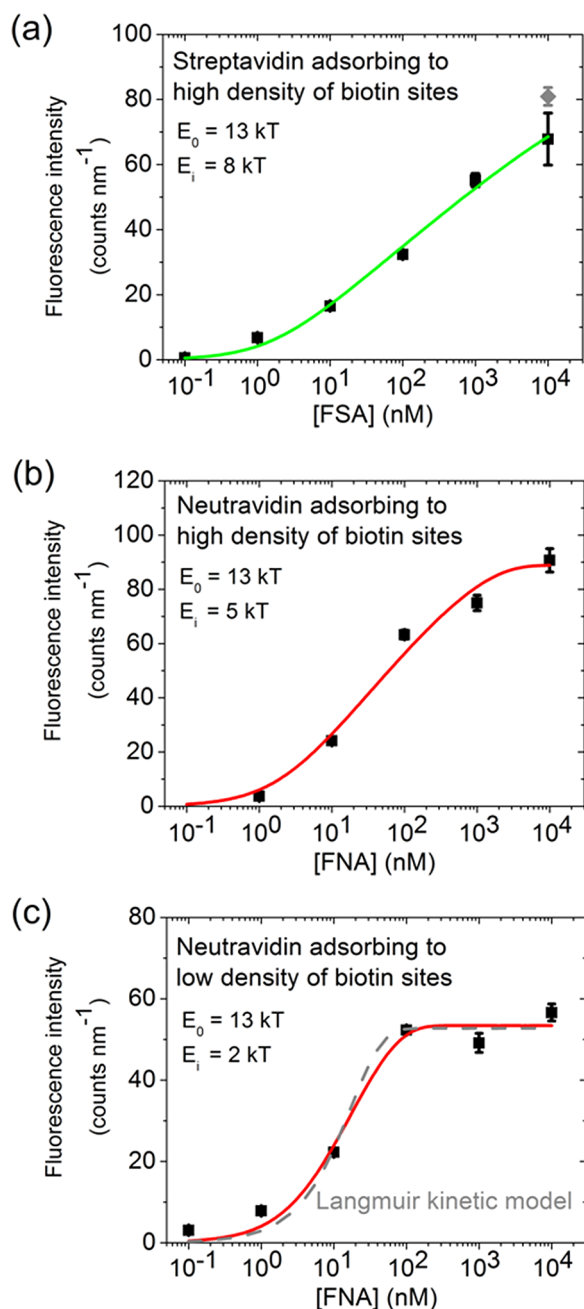 (a)
100
80
60
40
20
0
Fluorescence intensity
(counts nm⁻¹)
Streptavidin adsorbing to
high density of biotin sites
E₀ = 13 kT
Eᵢ = 8 kT
10⁻¹ 10⁰ 10¹ 10² 10³ 10⁴
[FSA] (nM)
(b)
120
100
80
60
40
20
0
Fluorescence intensity
(counts nm⁻¹)
Neutravidin adsorbing to
high density of biotin sites
E₀ = 13 kT
Eᵢ = 5 kT
10⁻¹ 10⁰ 10¹ 10² 10³ 10⁴
[FNA] (nM)
(c)
80
60
40
20
0
Fluorescence intensity
(counts nm⁻¹)
Neutravidin adsorbing to
low density of biotin sites
E₀ = 13 kT
Eᵢ = 2 kT
Langmuir kinetic model
10⁻¹ 10⁰ 10¹ 10² 10³ 10⁴
[FNA] (nM)